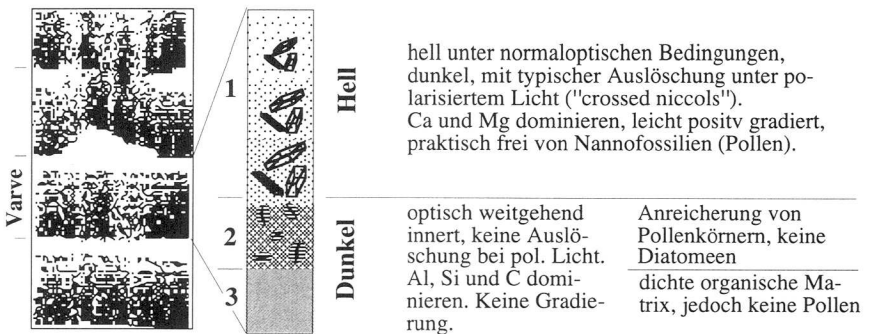 Varve
1
2
3
Hell
Dunkel
hell unter normaloptischen Bedingungen,
dunkel, mit typischer Auslöschung unter po-
larisiertem Licht ("crossed niccols").
Ca und Mg dominieren, leicht positv gradiert,
praktisch frei von Nannofossilien (Pollen).
optisch weitgehend
innert, keine Auslö-
schung bei pol. Licht.
Al, Si und C domi-
nieren. Keine Gradie-
rung.
Anreicherung von
Pollenkörnern, keine
Diatomeen
dichte organische Ma-
trix, jedoch keine Pollen